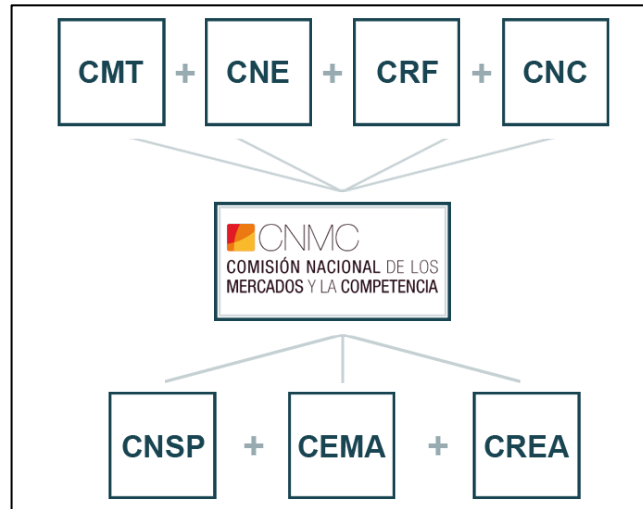 CMT + CNE + CRF + CNC
CNMC
COMISIÓN NACIONAL DE LOS
MERCADOS Y LA COMPETENCIA
CNSP + CEMA + CREA